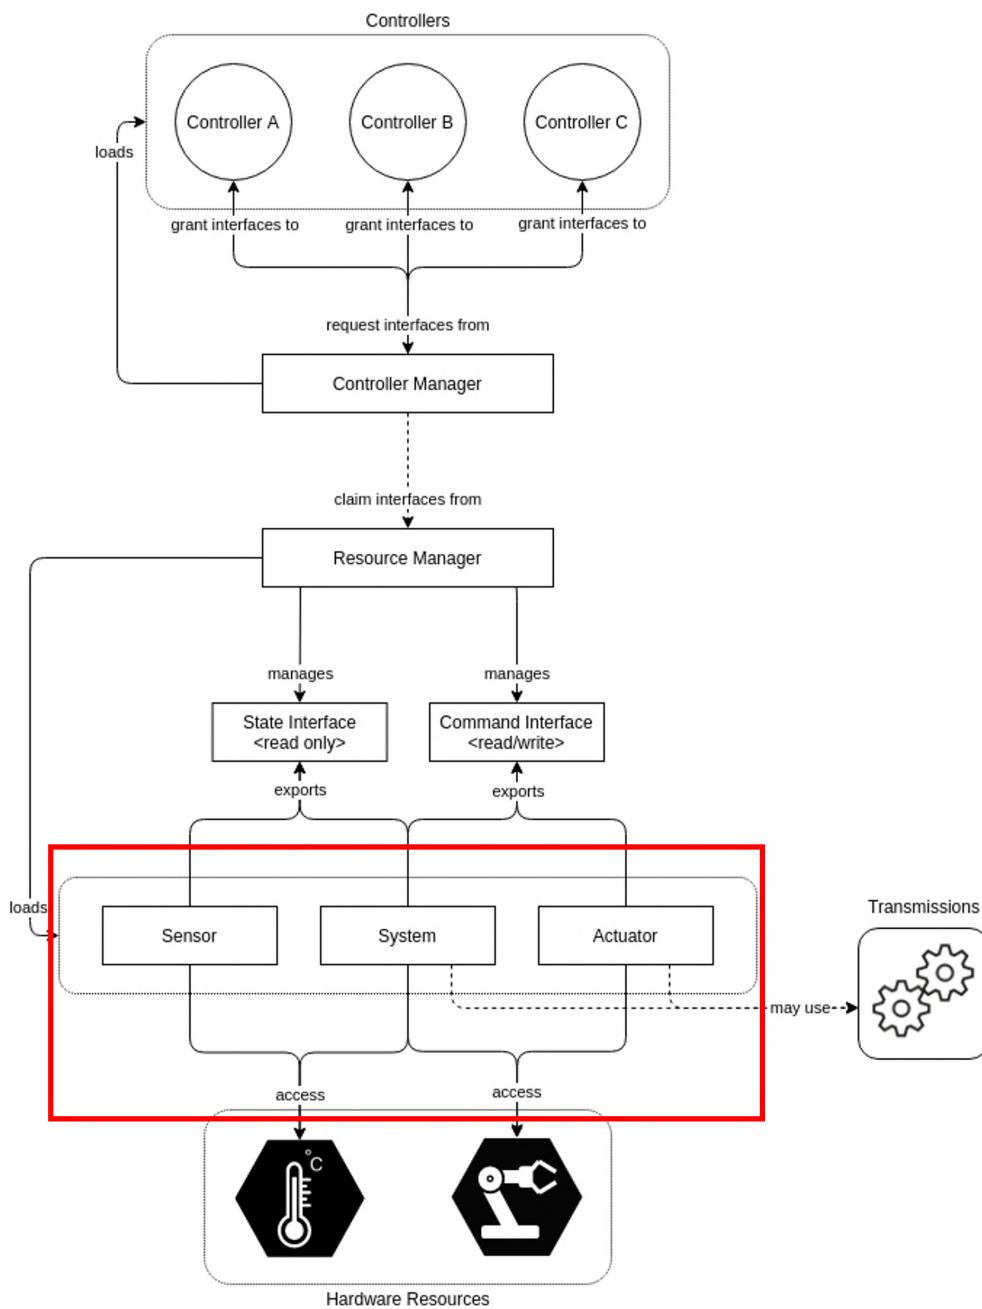 Controllers
Controller A
Controller B
Controller C
loads
grant interfaces to
grant interfaces to
grant interfaces to
request interfaces from
Controller Manager
claim interfaces from
Resource Manager
manages
manages
State Interface
<read only>
Command Interface
<read/write>
exports
exports
loads
Sensor
System
Actuator
Transmissions
may use
access
access
°C
Hardware Resources